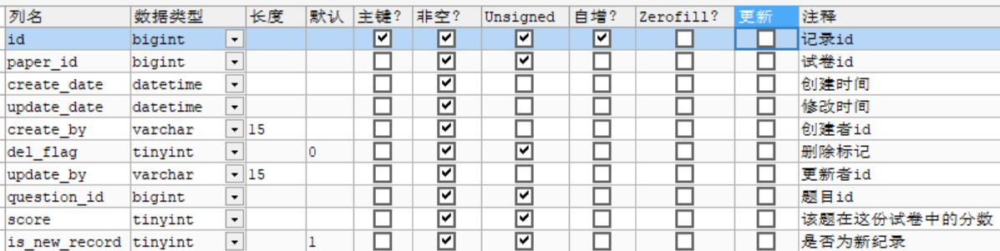 列名 数据类型 长度 默认 主键? 非空? Unsigned 自增? Zerofill? 更新 注释
id bigint 记录id
paper_id bigint 试卷id
create_date datetime 创建时间
update_date datetime 修改时间
create_by varchar 15 创建者id
del_flag tinyint 0 删除标记
update_by varchar 15 更新者id
question_id bigint 题目id
score tinyint 该题在这份试卷中的分数
is_new_record tinyint 1 是否为新纪录